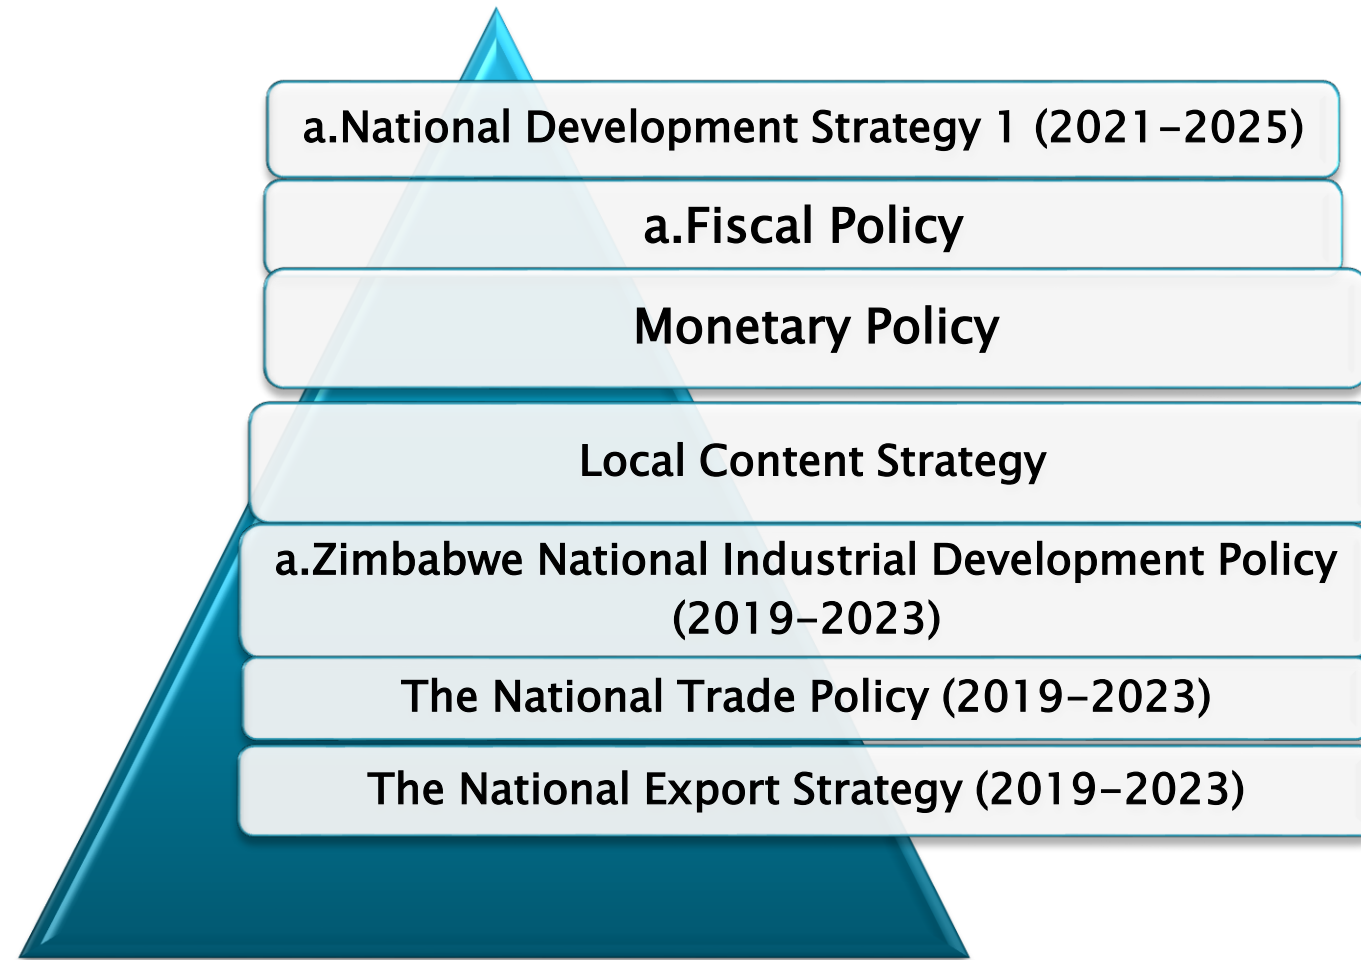 a.National Development Strategy 1 (2021-2025)
a.Fiscal Policy
Monetary Policy
Local Content Strategy
a.Zimbabwe National Industrial Development Policy
(2019-2023)
The National Trade Policy (2019-2023)
The National Export Strategy (2019-2023)